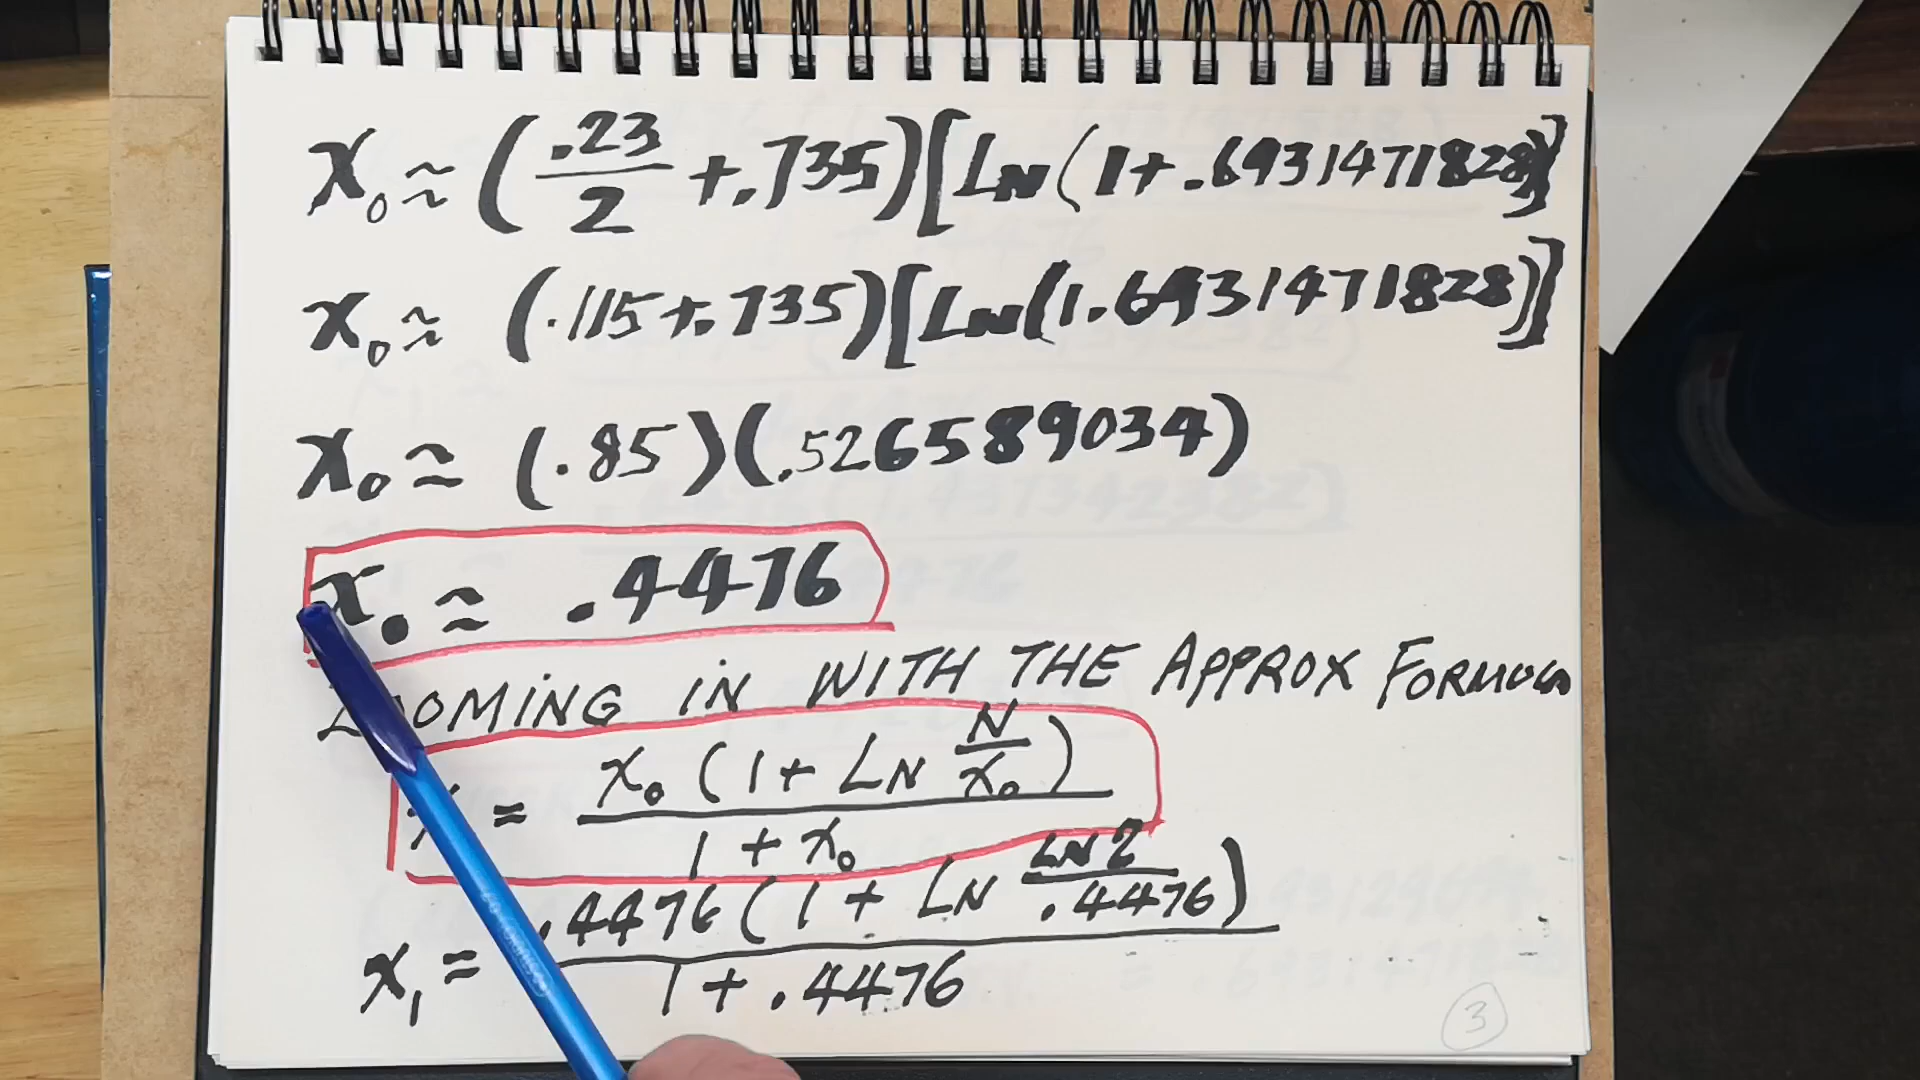 X₀ ≈ (.23/2 + .735)[LN(1+.6931471828)]
X₀ ≈ (.115+.735)[LN(1.6931471828)]
X₀ ≈ (.85)(.526589034)
X₀ ≈ .4476
ZOOMING IN WITH THE APPROX FORMULA
= X₀(1+LN N/X₀) / 1+X₀
X₁ = .4476(1+LN LN2/.4476) / 1+.4476
3